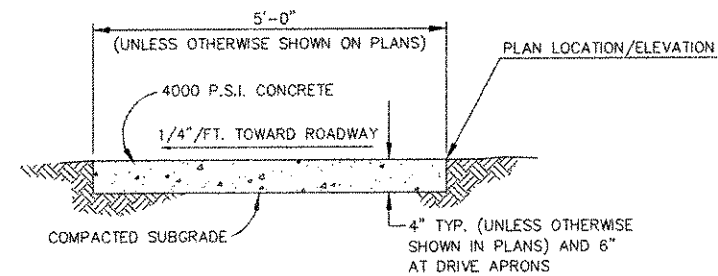 5'-0"
(UNLESS OTHERWISE SHOWN ON PLANS)
PLAN LOCATION/ELEVATION
4000 P.S.I. CONCRETE
1/4"/FT. TOWARD ROADWAY
COMPACTED SUBGRADE
4" TYP. (UNLESS OTHERWISE
SHOWN IN PLANS) AND 6"
AT DRIVE APRONS